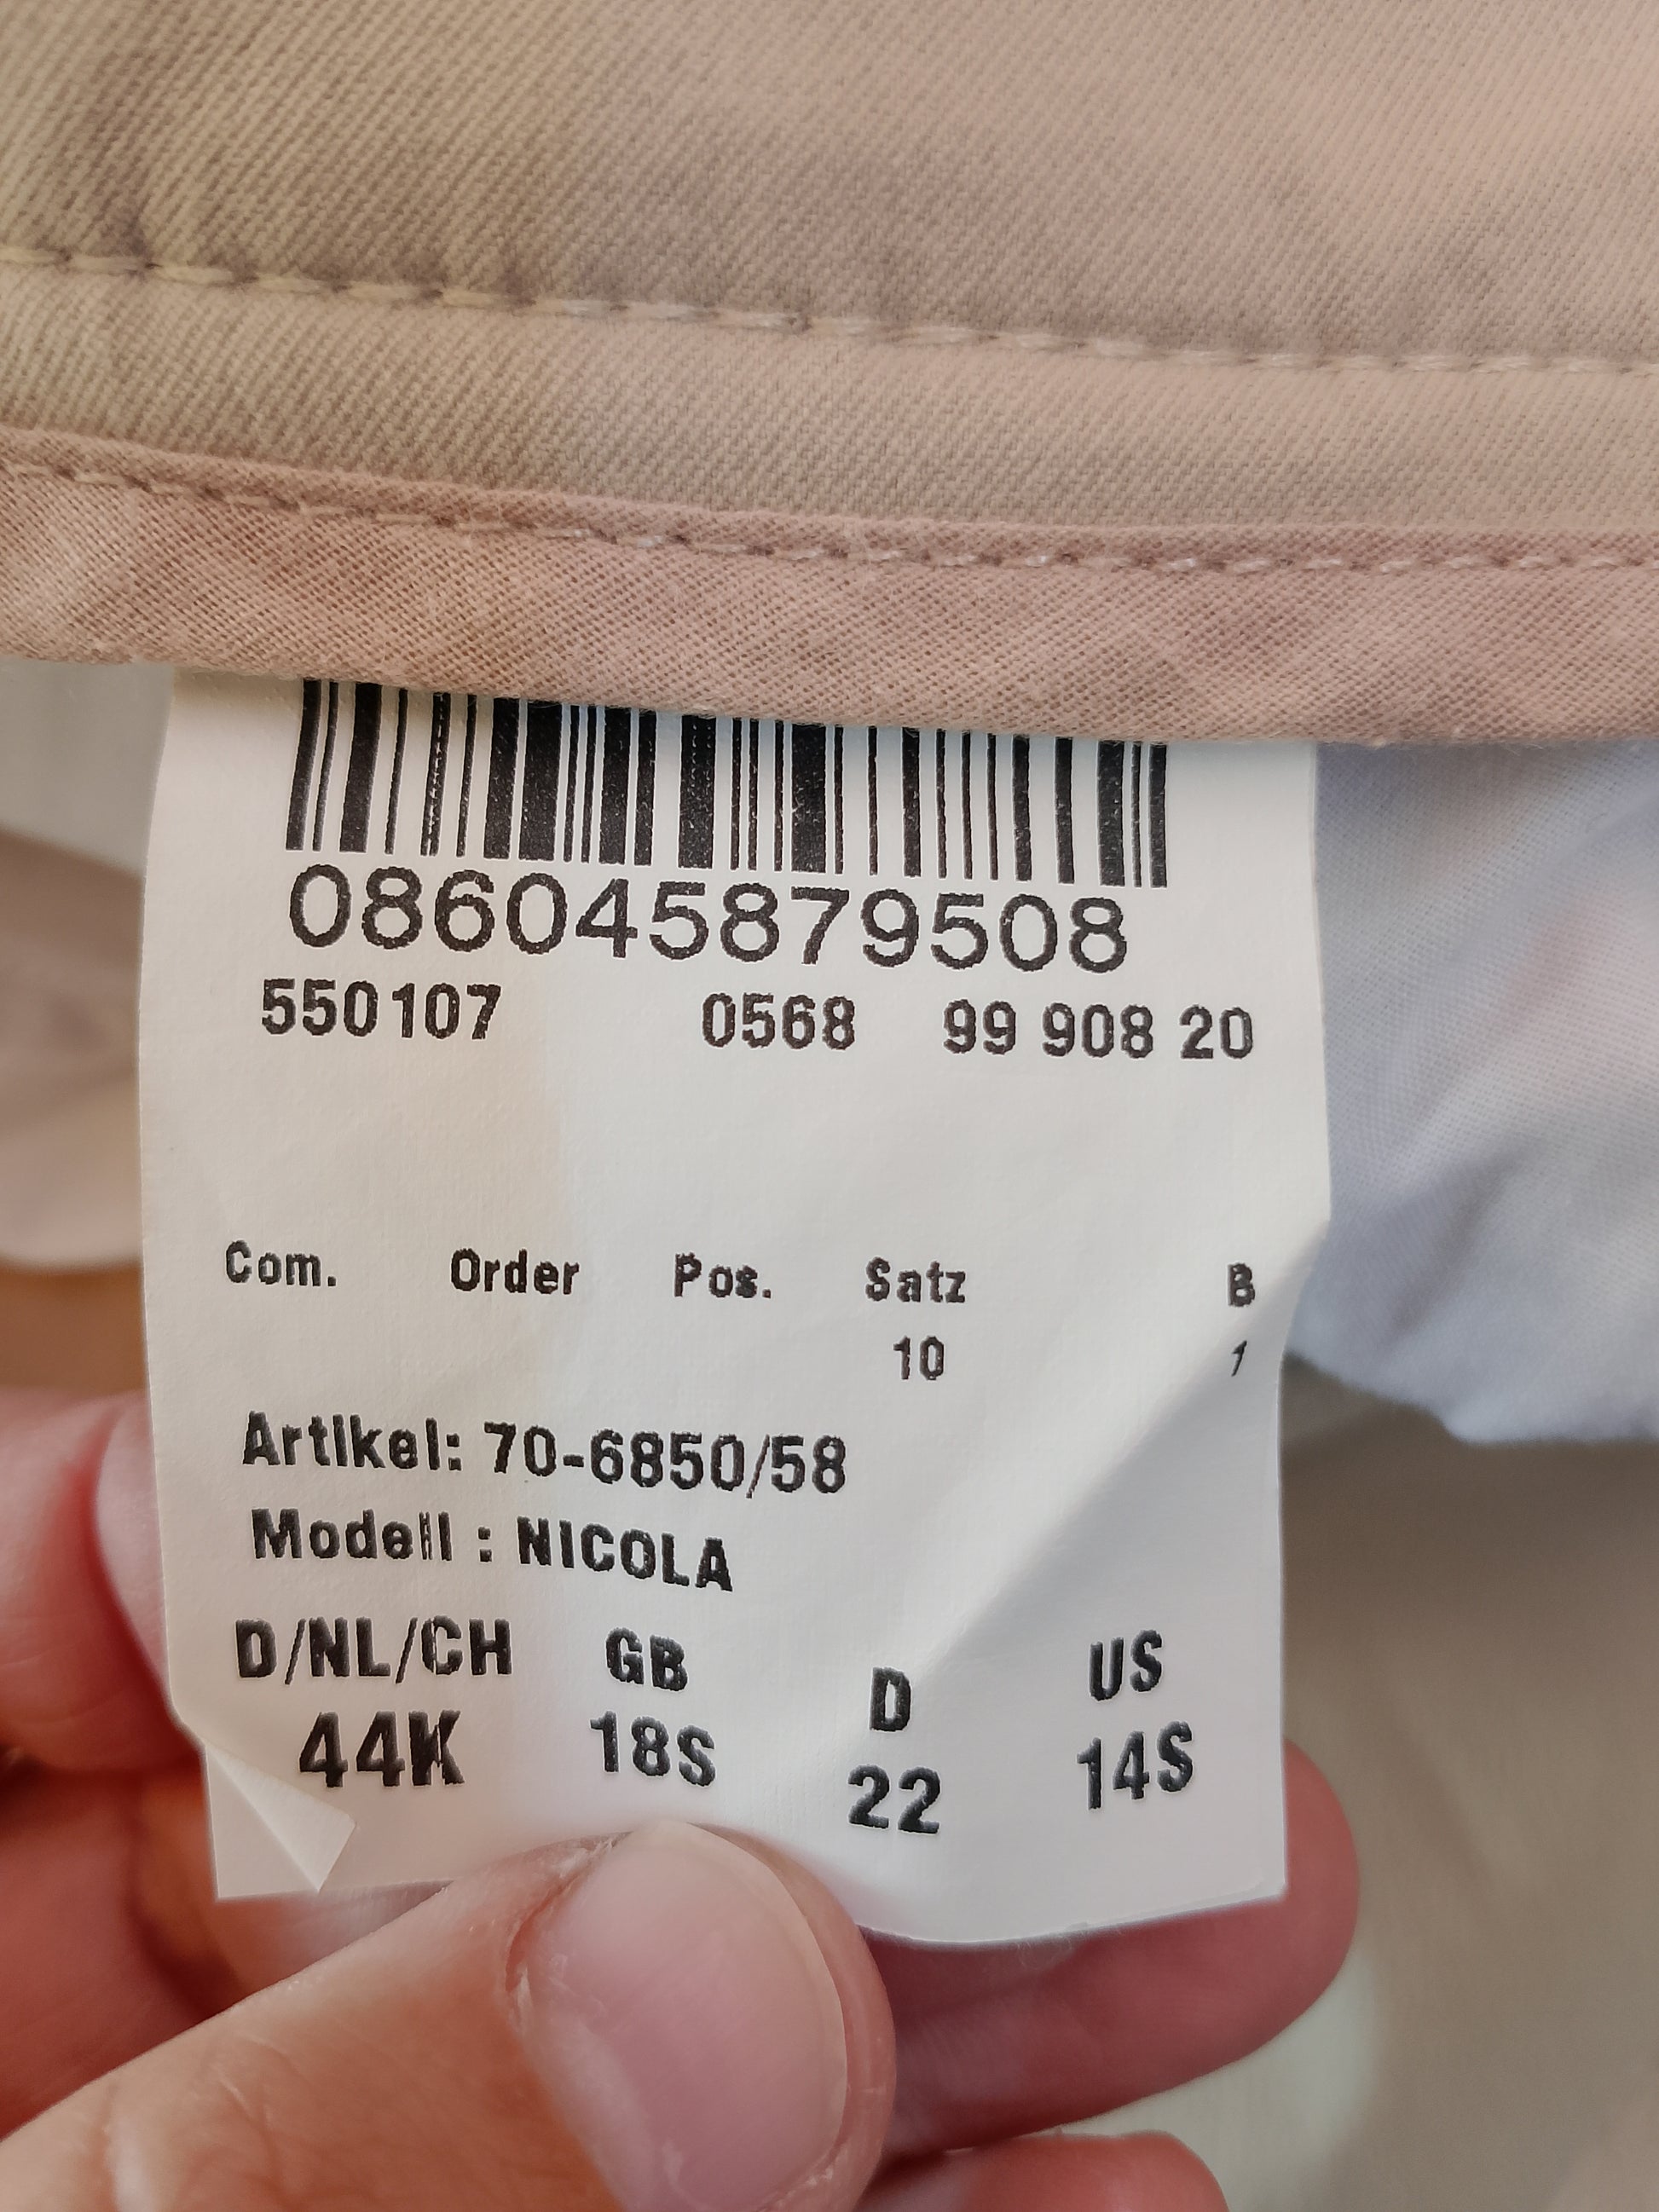 086045879508
550107 0568 99 908 20
Com. Order Pos. Satz B
10 1
Artikel: 70-6850/58
Modell : NICOLA
D/NL/CH GB D US
44K 18S 22 14S